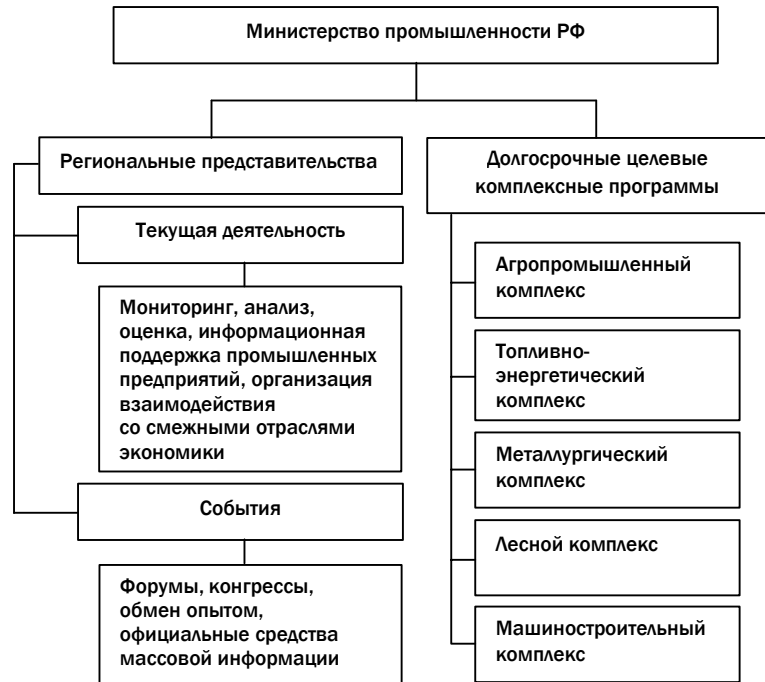 Министерство промышленности РФ
Региональные представительства
Текущая деятельность
Мониторинг, анализ,
оценка, информационная
поддержка промышленных
предприятий, организация
взаимодействия
со смежными отраслями
экономики
События
Форумы, конгрессы,
обмен опытом,
официальные средства
массовой информации
Долгосрочные целевые
комплексные программы
Агропромышленный
комплекс
Топливно-
энергетический
комплекс
Металлургический
комплекс
Лесной комплекс
Машиностроительный
комплекс